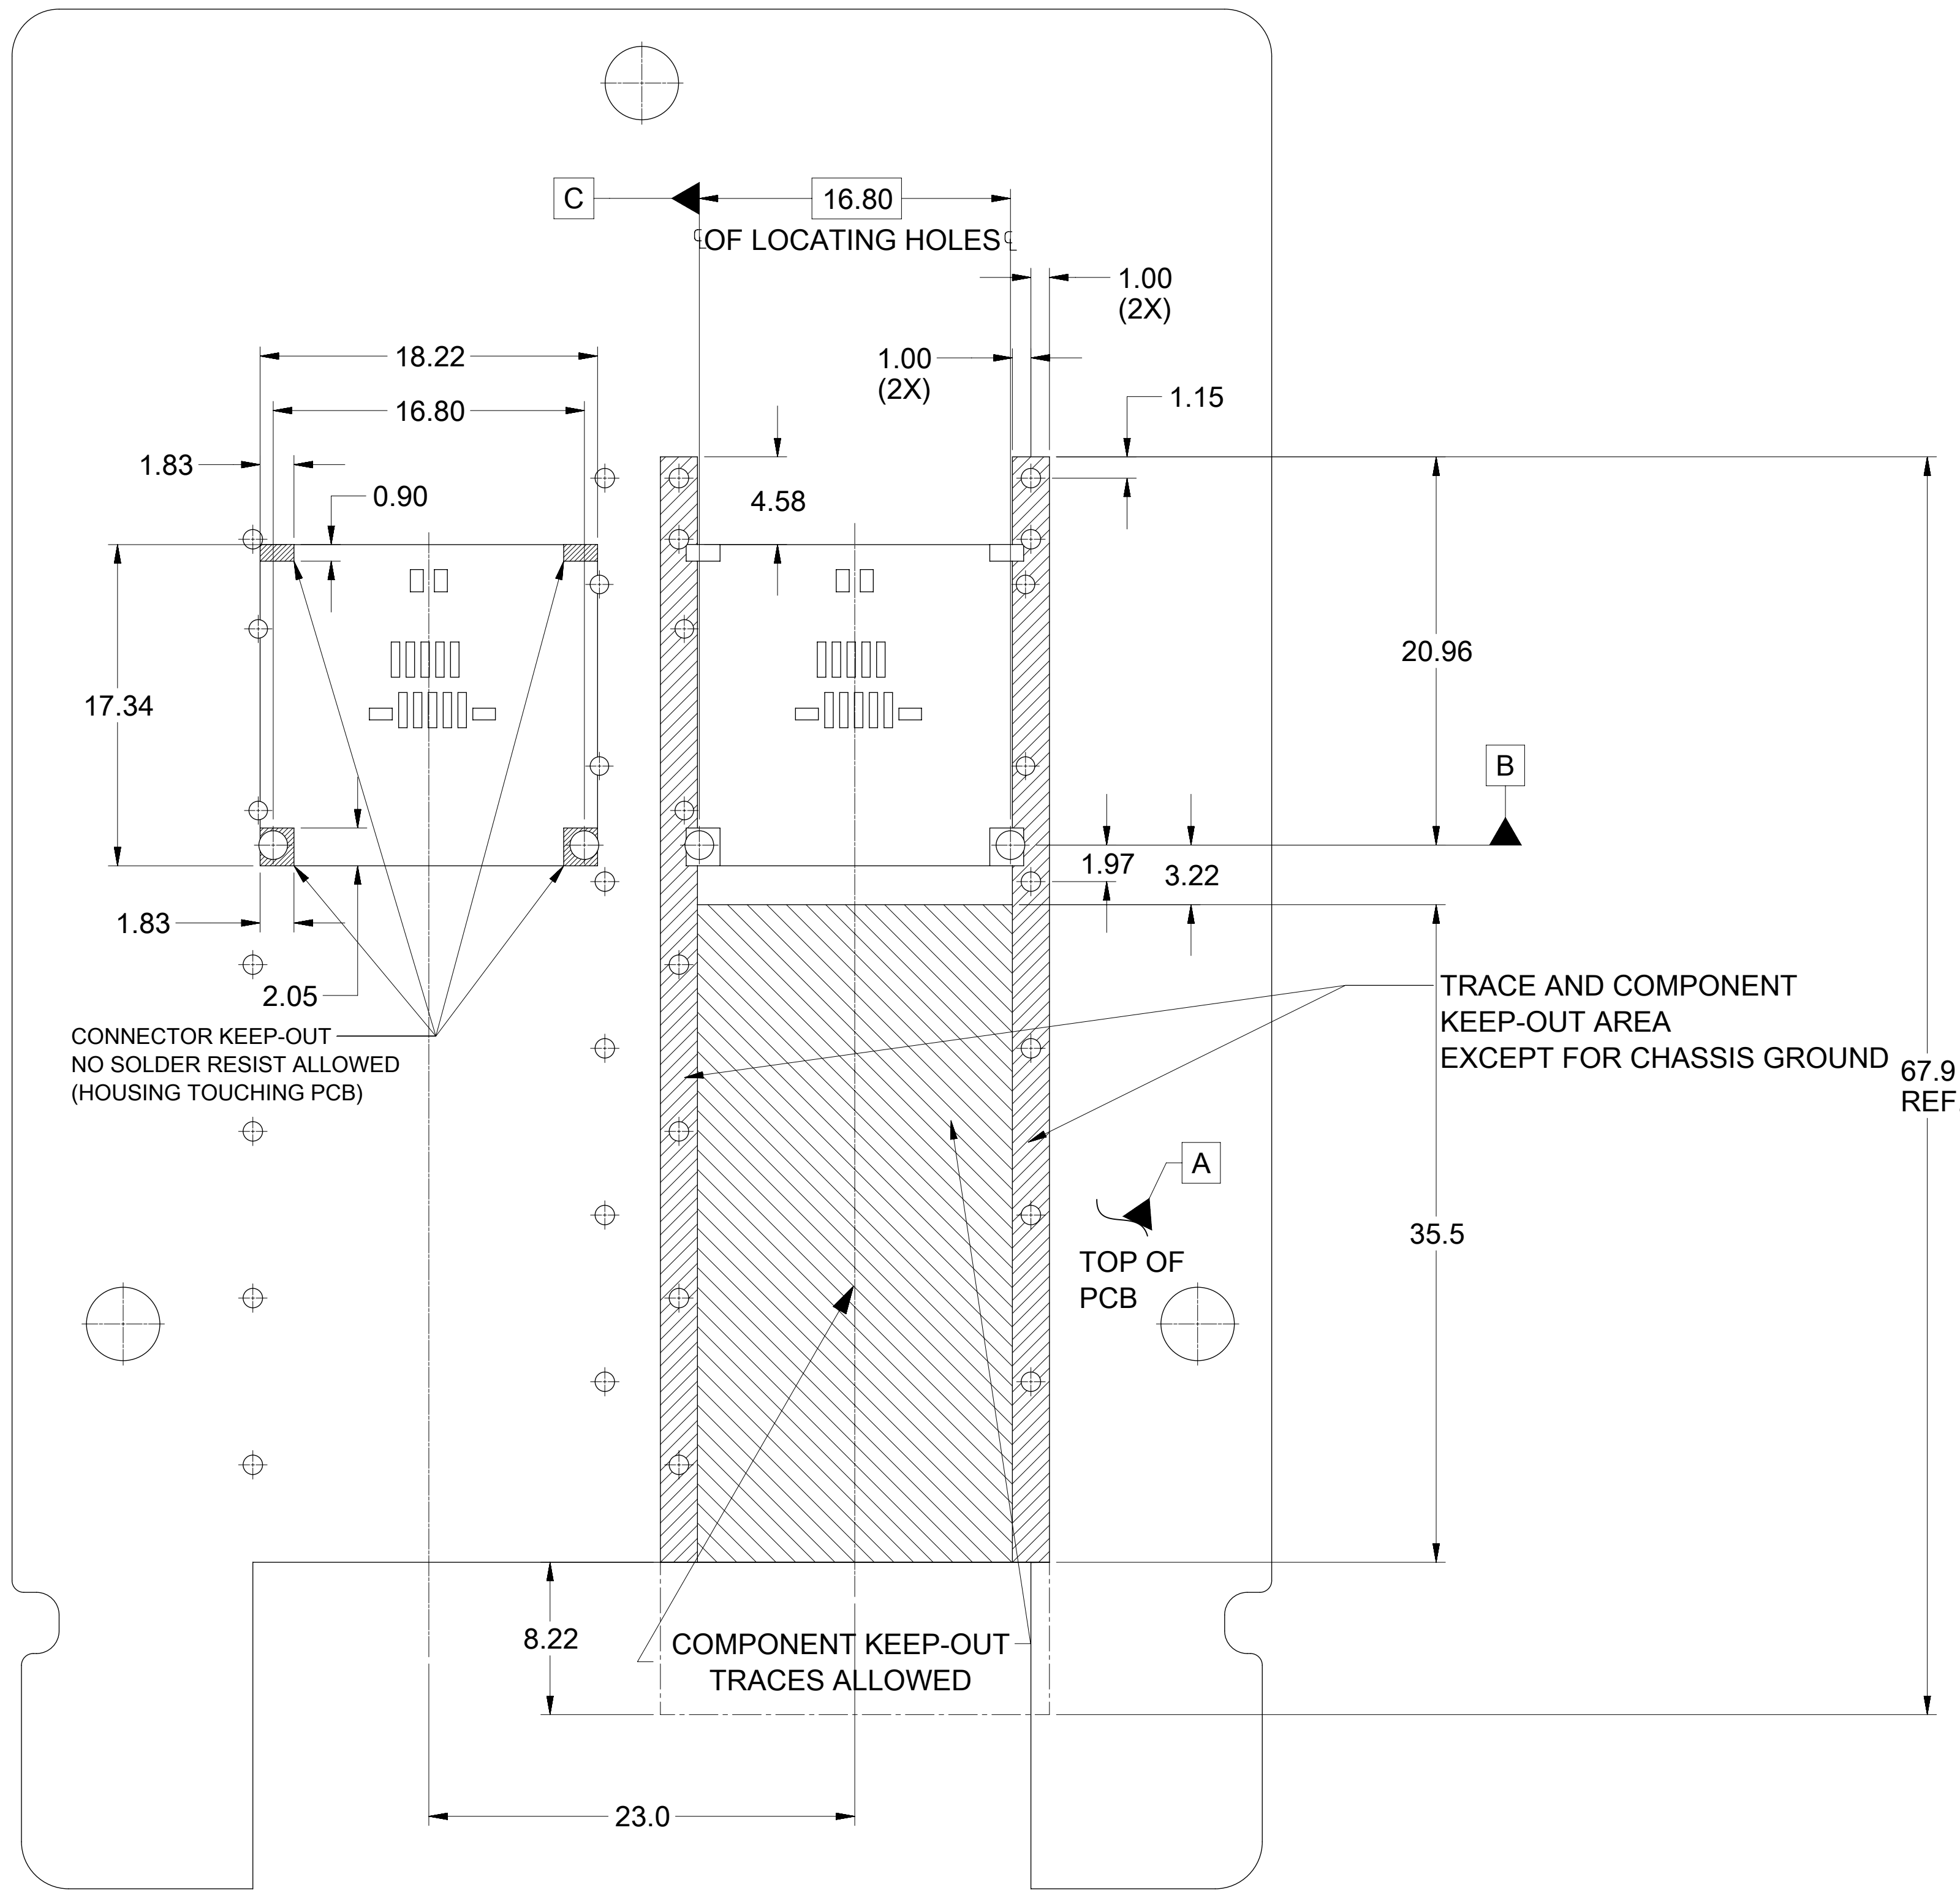 C
16.80
℄ OF LOCATING HOLES ℄
1.00
(2X)
18.22
1.00
(2X)
1.15
16.80
1.83
0.90
4.58
20.96
17.34
B
1.97
3.22
1.83
2.05
TRACE AND COMPONENT
KEEP-OUT AREA
EXCEPT FOR CHASSIS GROUND
CONNECTOR KEEP-OUT
NO SOLDER RESIST ALLOWED
(HOUSING TOUCHING PCB)
67.9
REF.
A
TOP OF
PCB
35.5
8.22
COMPONENT KEEP-OUT
TRACES ALLOWED
23.0